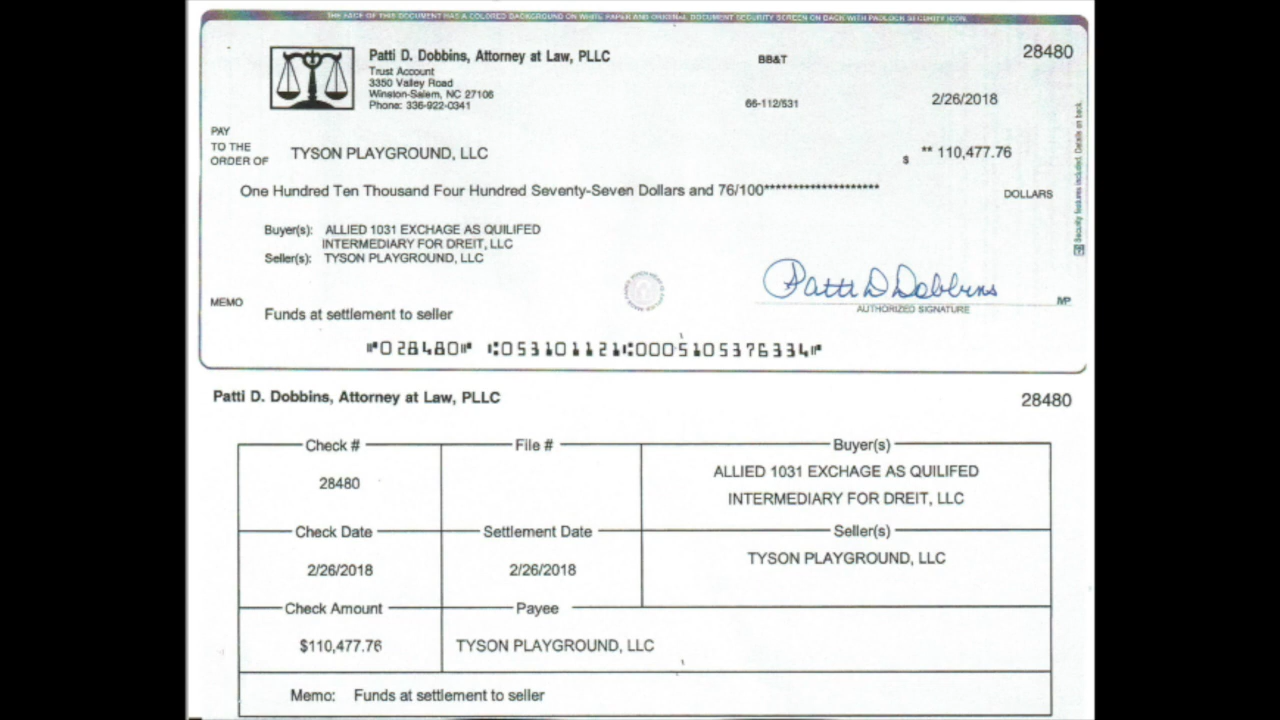 THE FACE OF THIS DOCUMENT HAS A COLORED BACKGROUND ON WHITE PAPER AND ORIGINAL DOCUMENT SECURITY SCREEN ON BACK WITH PADLOCK SECURITY ICON.
Patti D. Dobbins, Attorney at Law, PLLC
Trust Account
3350 Valley Road
Winston-Salem, NC 27106
Phone: 336-922-0341
BB&T
66-112/531
28480
2/26/2018
PAY
TO THE
ORDER OF
TYSON PLAYGROUND, LLC
$ ** 110,477.76
One Hundred Ten Thousand Four Hundred Seventy-Seven Dollars and 76/100*********************
DOLLARS
Security features included. Details on back.
Buyer(s): ALLIED 1031 EXCHAGE AS QUILIFED
INTERMEDIARY FOR DREIT, LLC
Seller(s): TYSON PLAYGROUND, LLC
Patti D Dobbins
AUTHORIZED SIGNATURE
MP
MEMO
Funds at settlement to seller
⑈028480⑈ ⑆053101121⑆0005105376334⑈
Patti D. Dobbins, Attorney at Law, PLLC
28480
Check #
File #
Buyer(s)
28480
ALLIED 1031 EXCHAGE AS QUILIFED
INTERMEDIARY FOR DREIT, LLC
Check Date
Settlement Date
Seller(s)
2/26/2018
2/26/2018
TYSON PLAYGROUND, LLC
Check Amount
Payee
$110,477.76
TYSON PLAYGROUND, LLC
Memo: Funds at settlement to seller